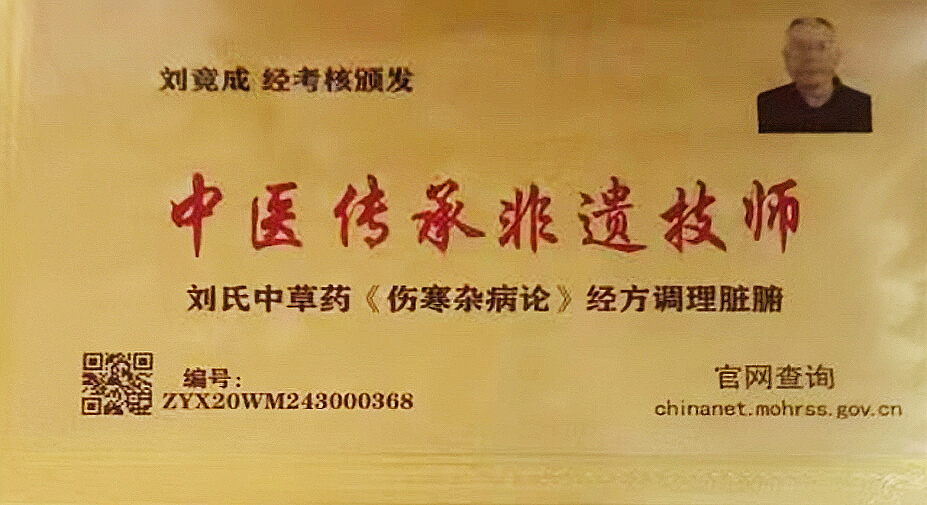 刘竟成 经考核颁发
中医传承非遗技师
刘氏中草药《伤寒杂病论》经方调理脏腑
编号：
ZYX20WM243000368
官网查询
chinanet.mohrss.gov.cn